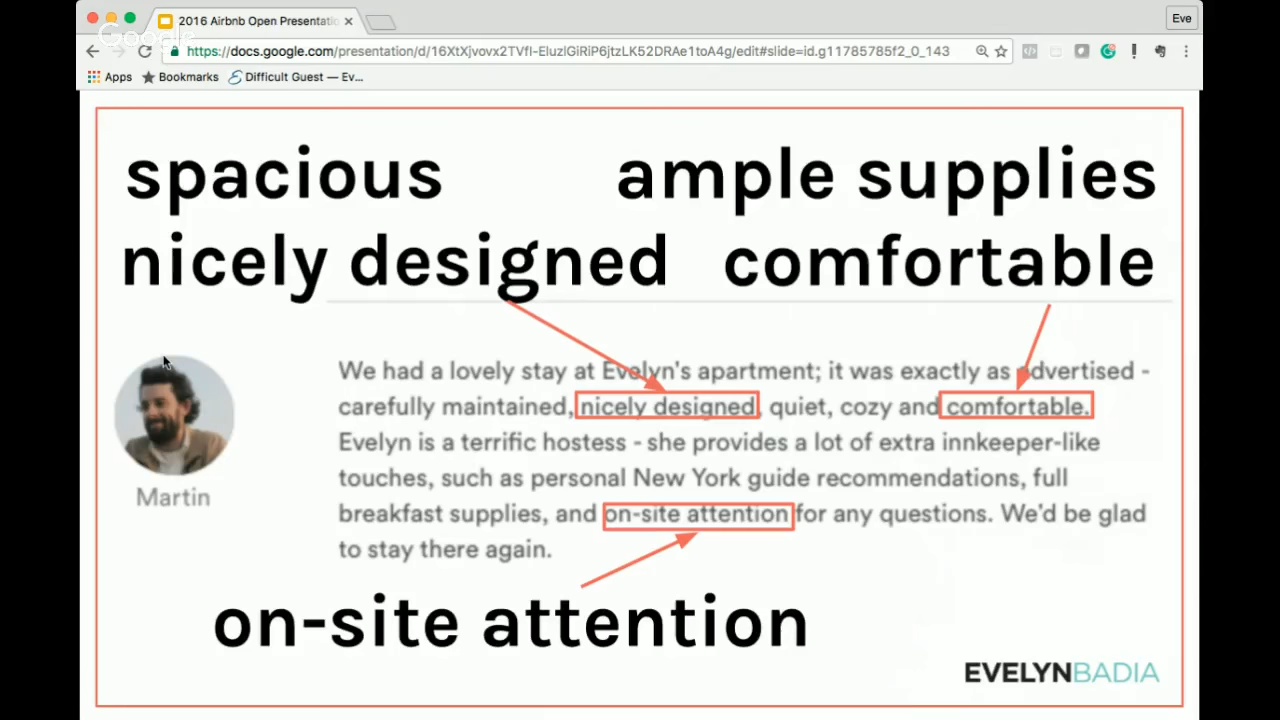 2016 Airbnb Open Presentatio
Eve
Google
https://docs.google.com/presentation/d/16XtXjvovx2TVfI-EluzlGiRiP6jtzLK52DRAe1toA4g/edit#slide=id.g11785785f2_0_143
Apps Bookmarks Difficult Guest — Ev...
spacious ample supplies
nicely designed comfortable
We had a lovely stay at Evelyn's apartment; it was exactly as advertised -
carefully maintained, nicely designed, quiet, cozy and comfortable.
Evelyn is a terrific hostess - she provides a lot of extra innkeeper-like
touches, such as personal New York guide recommendations, full
breakfast supplies, and on-site attention for any questions. We'd be glad
to stay there again.
Martin
on-site attention
EVELYNBADIA